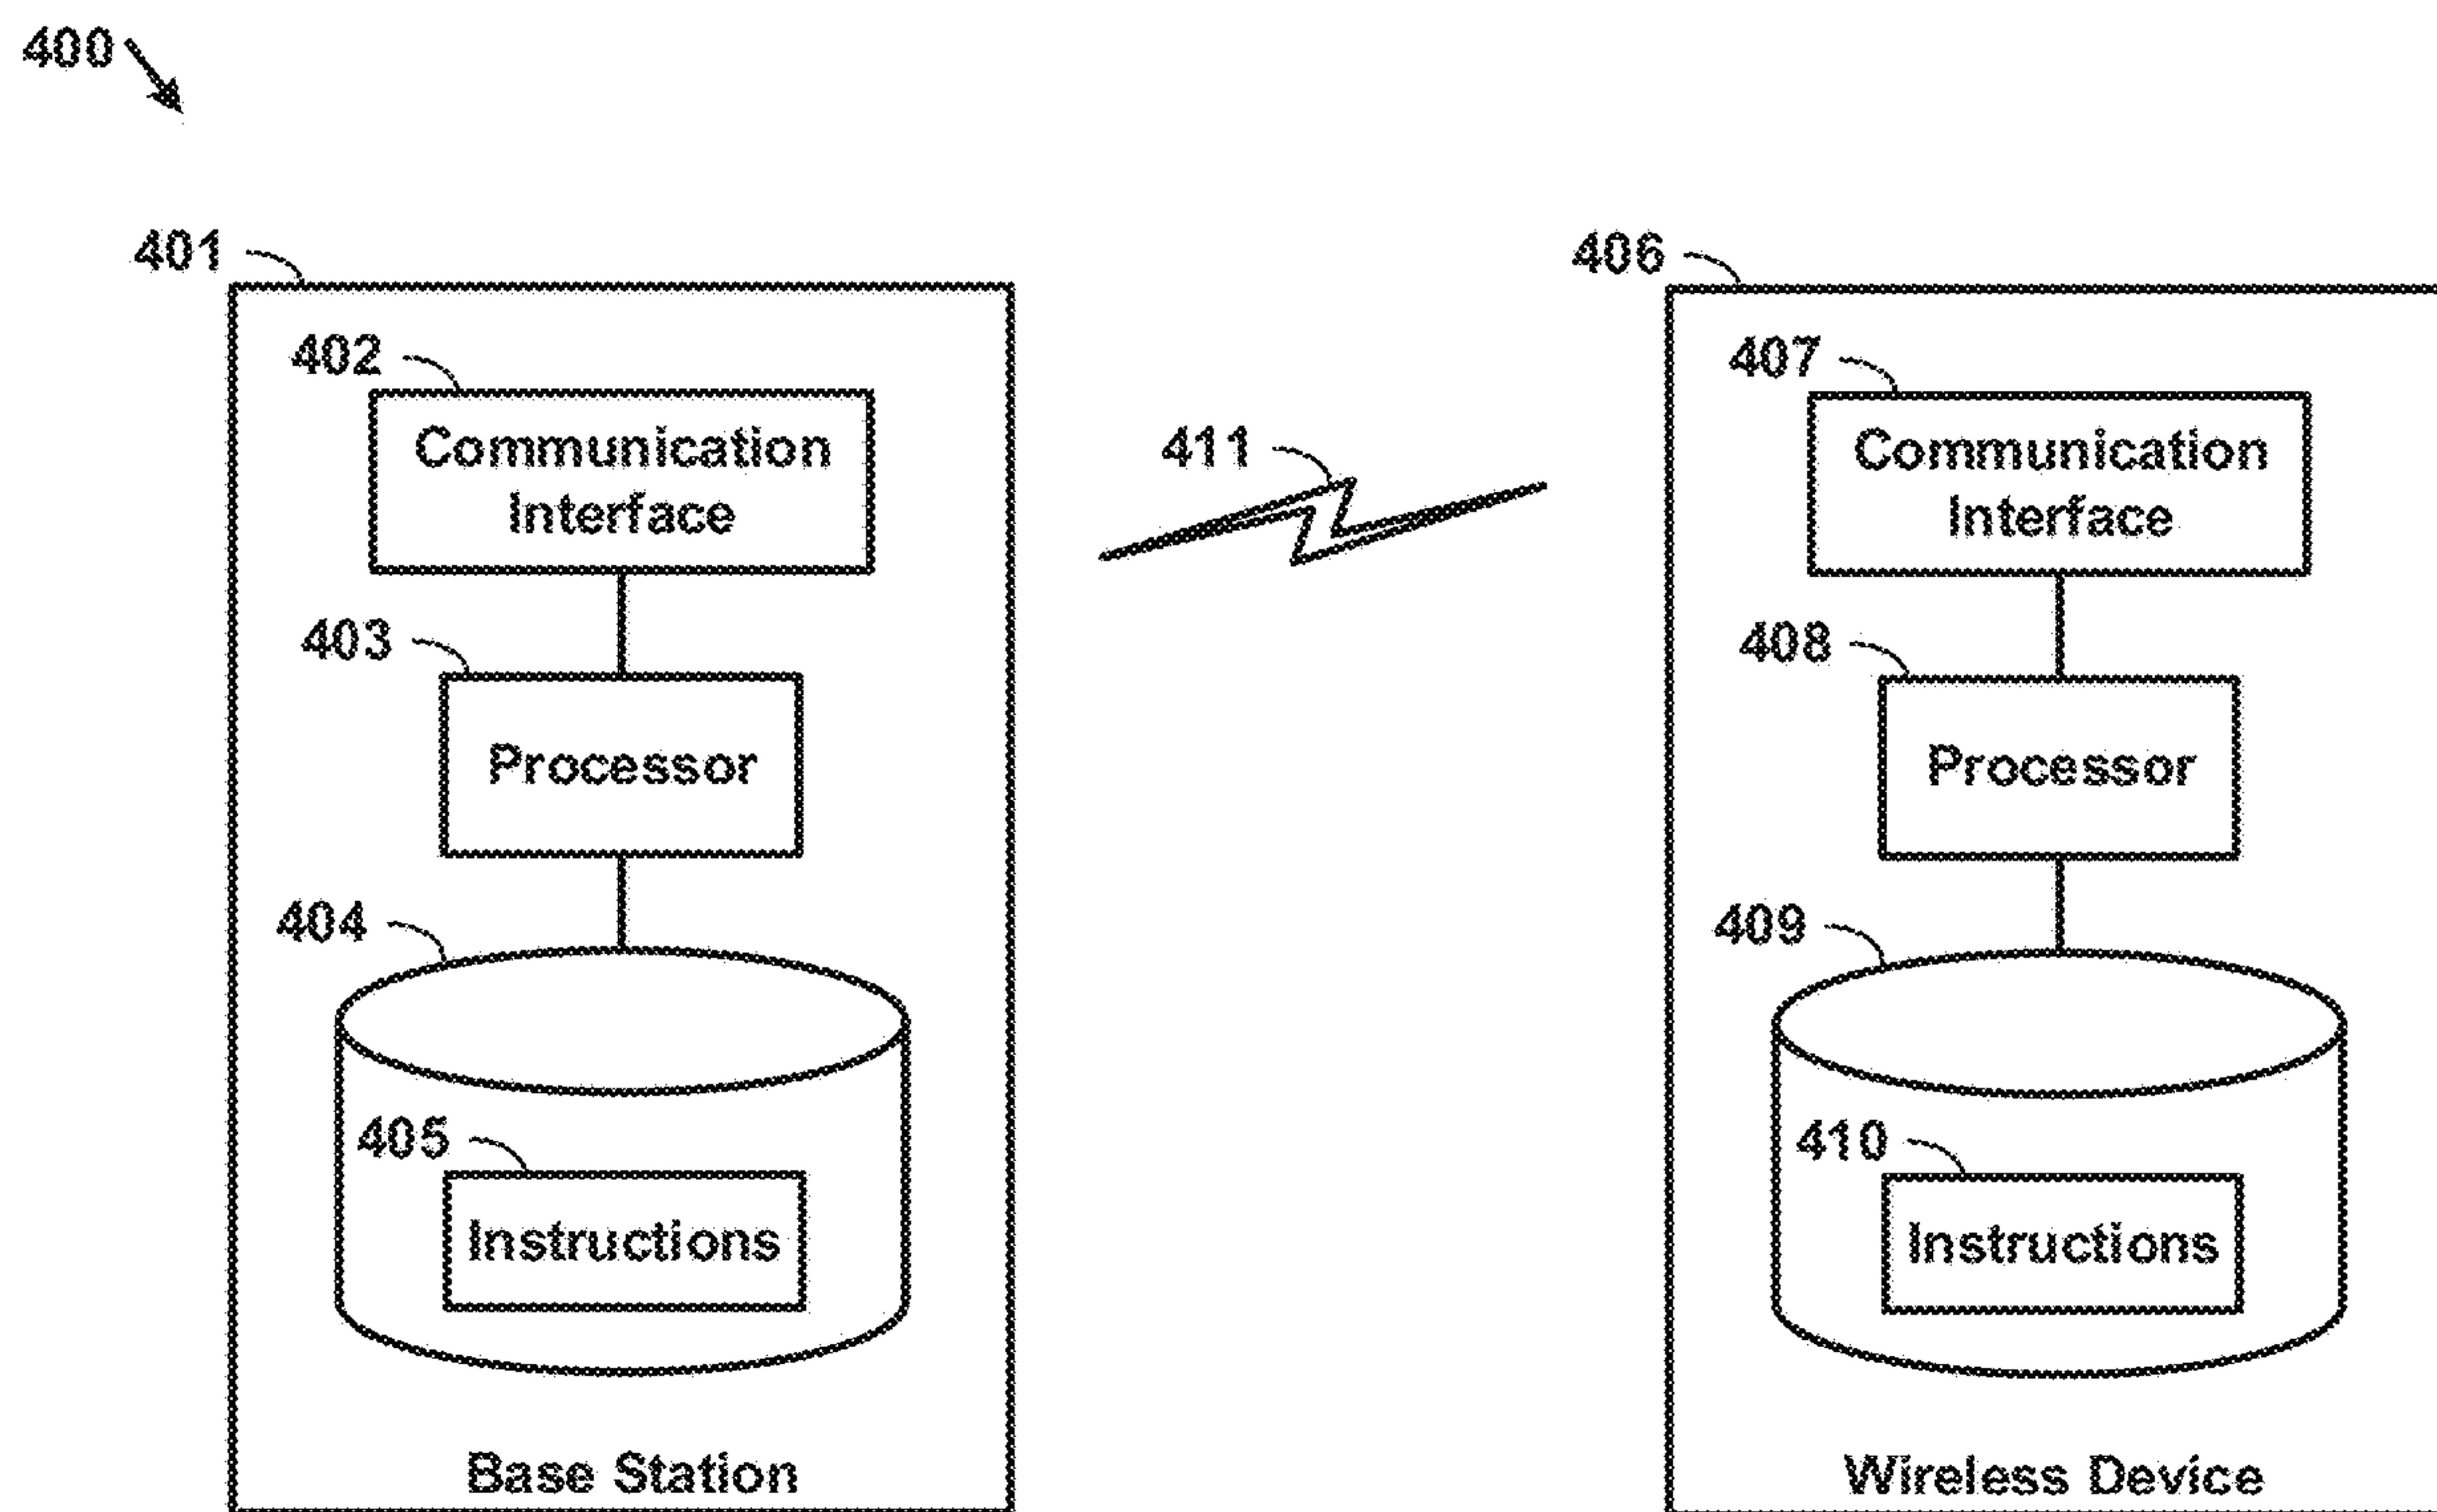 400
401
402
Communication
Interface
403
Processor
404
405
Instructions
Base Station
411
406
407
Communication
Interface
408
Processor
409
410
Instructions
Wireless Device